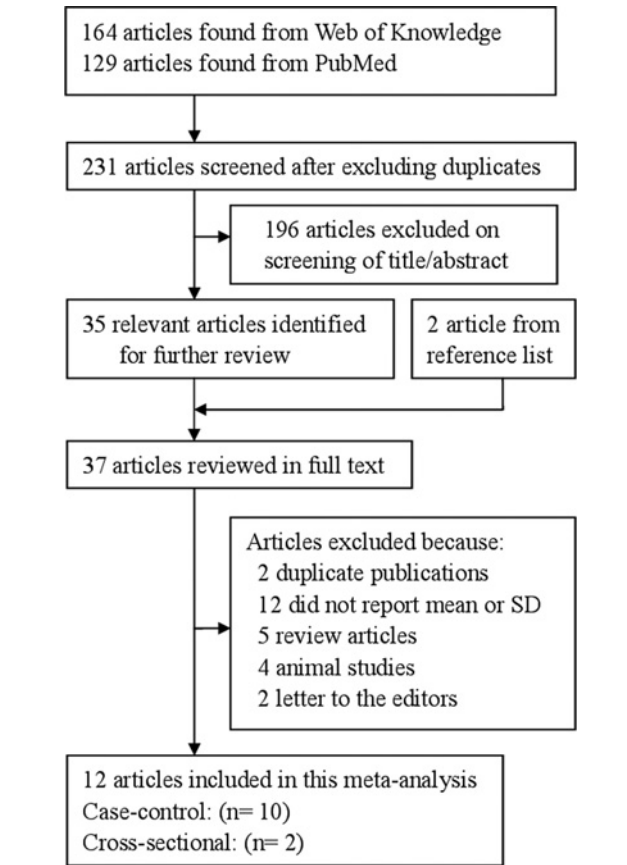 164 articles found from Web of Knowledge
129 articles found from PubMed
231 articles screened after excluding duplicates
196 articles excluded on
screening of title/abstract
35 relevant articles identified
for further review
2 article from
reference list
37 articles reviewed in full text
Articles excluded because:
2 duplicate publications
12 did not report mean or SD
5 review articles
4 animal studies
2 letter to the editors
12 articles included in this meta-analysis
Case-control: (n= 10)
Cross-sectional: (n= 2)